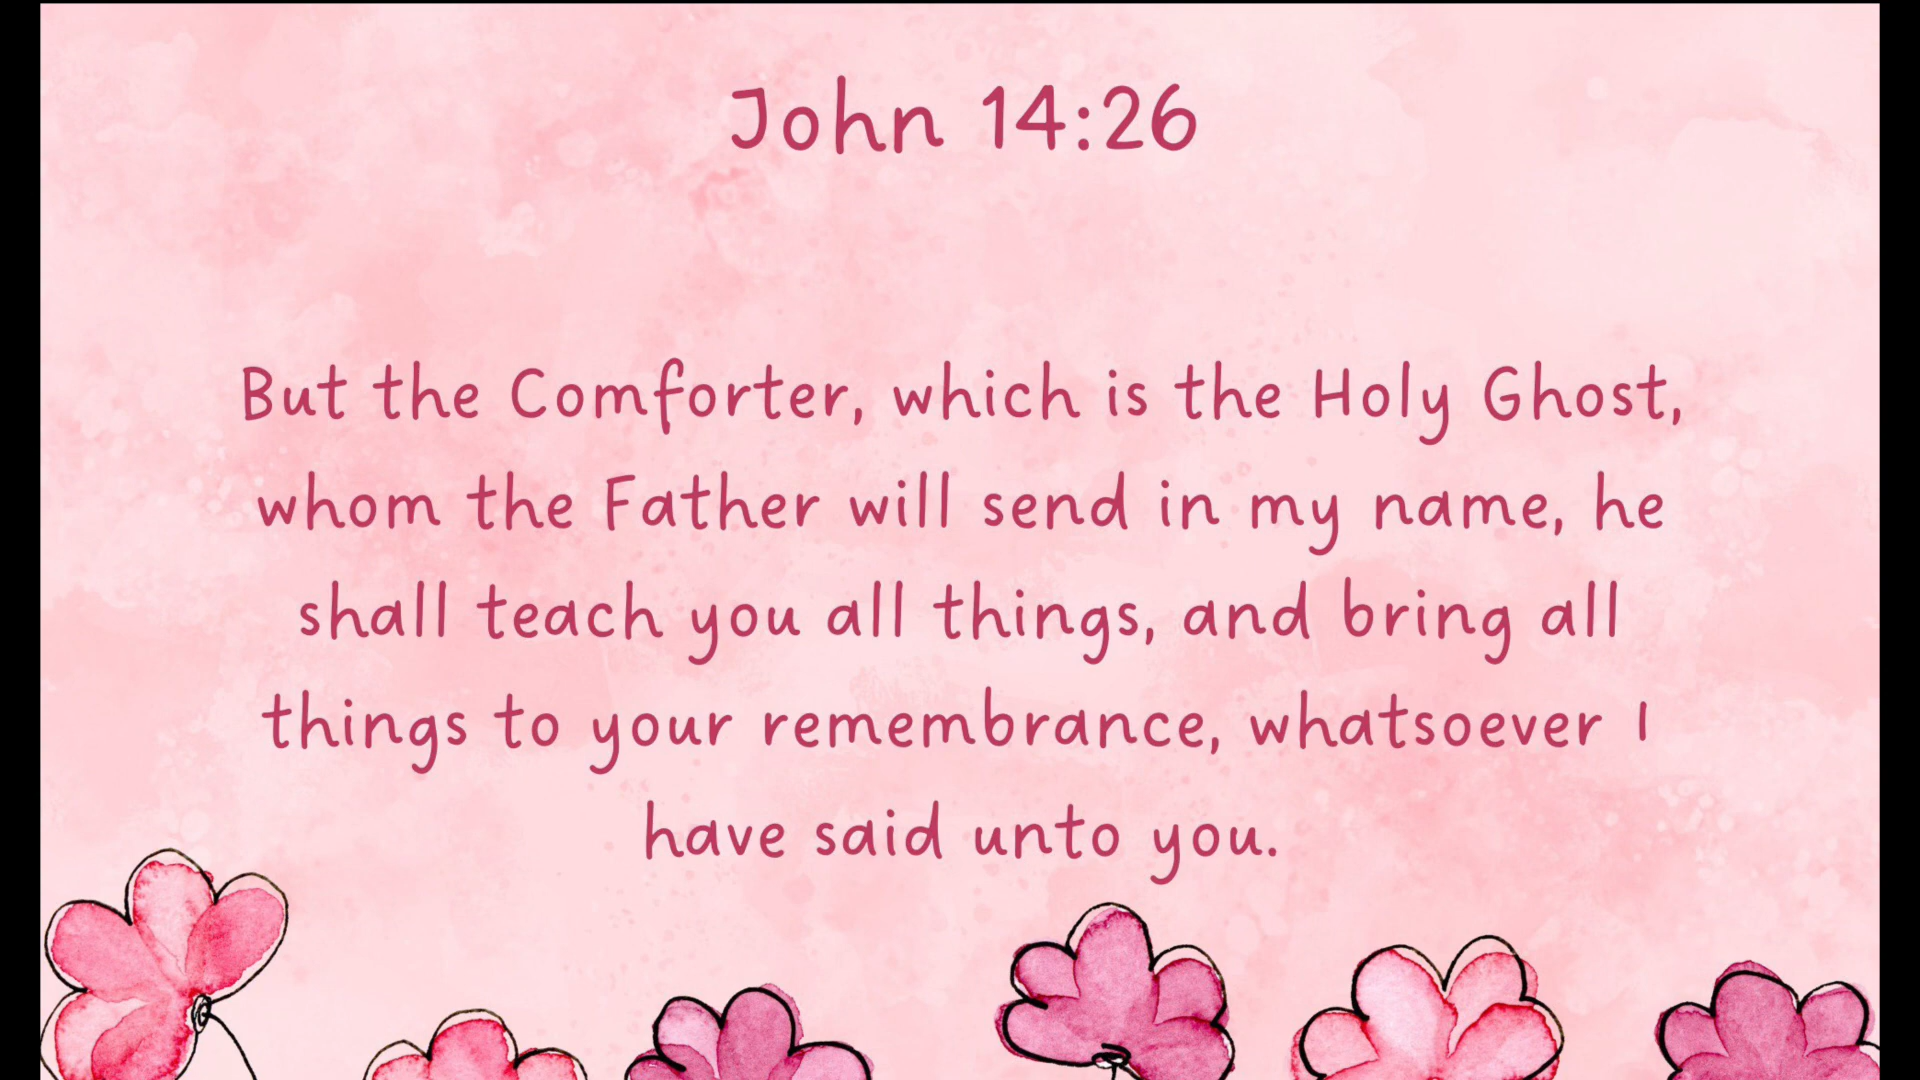 John 14:26
But the Comforter, which is the Holy Ghost,
whom the Father will send in my name, he
shall teach you all things, and bring all
things to your remembrance, whatsoever I
have said unto you.